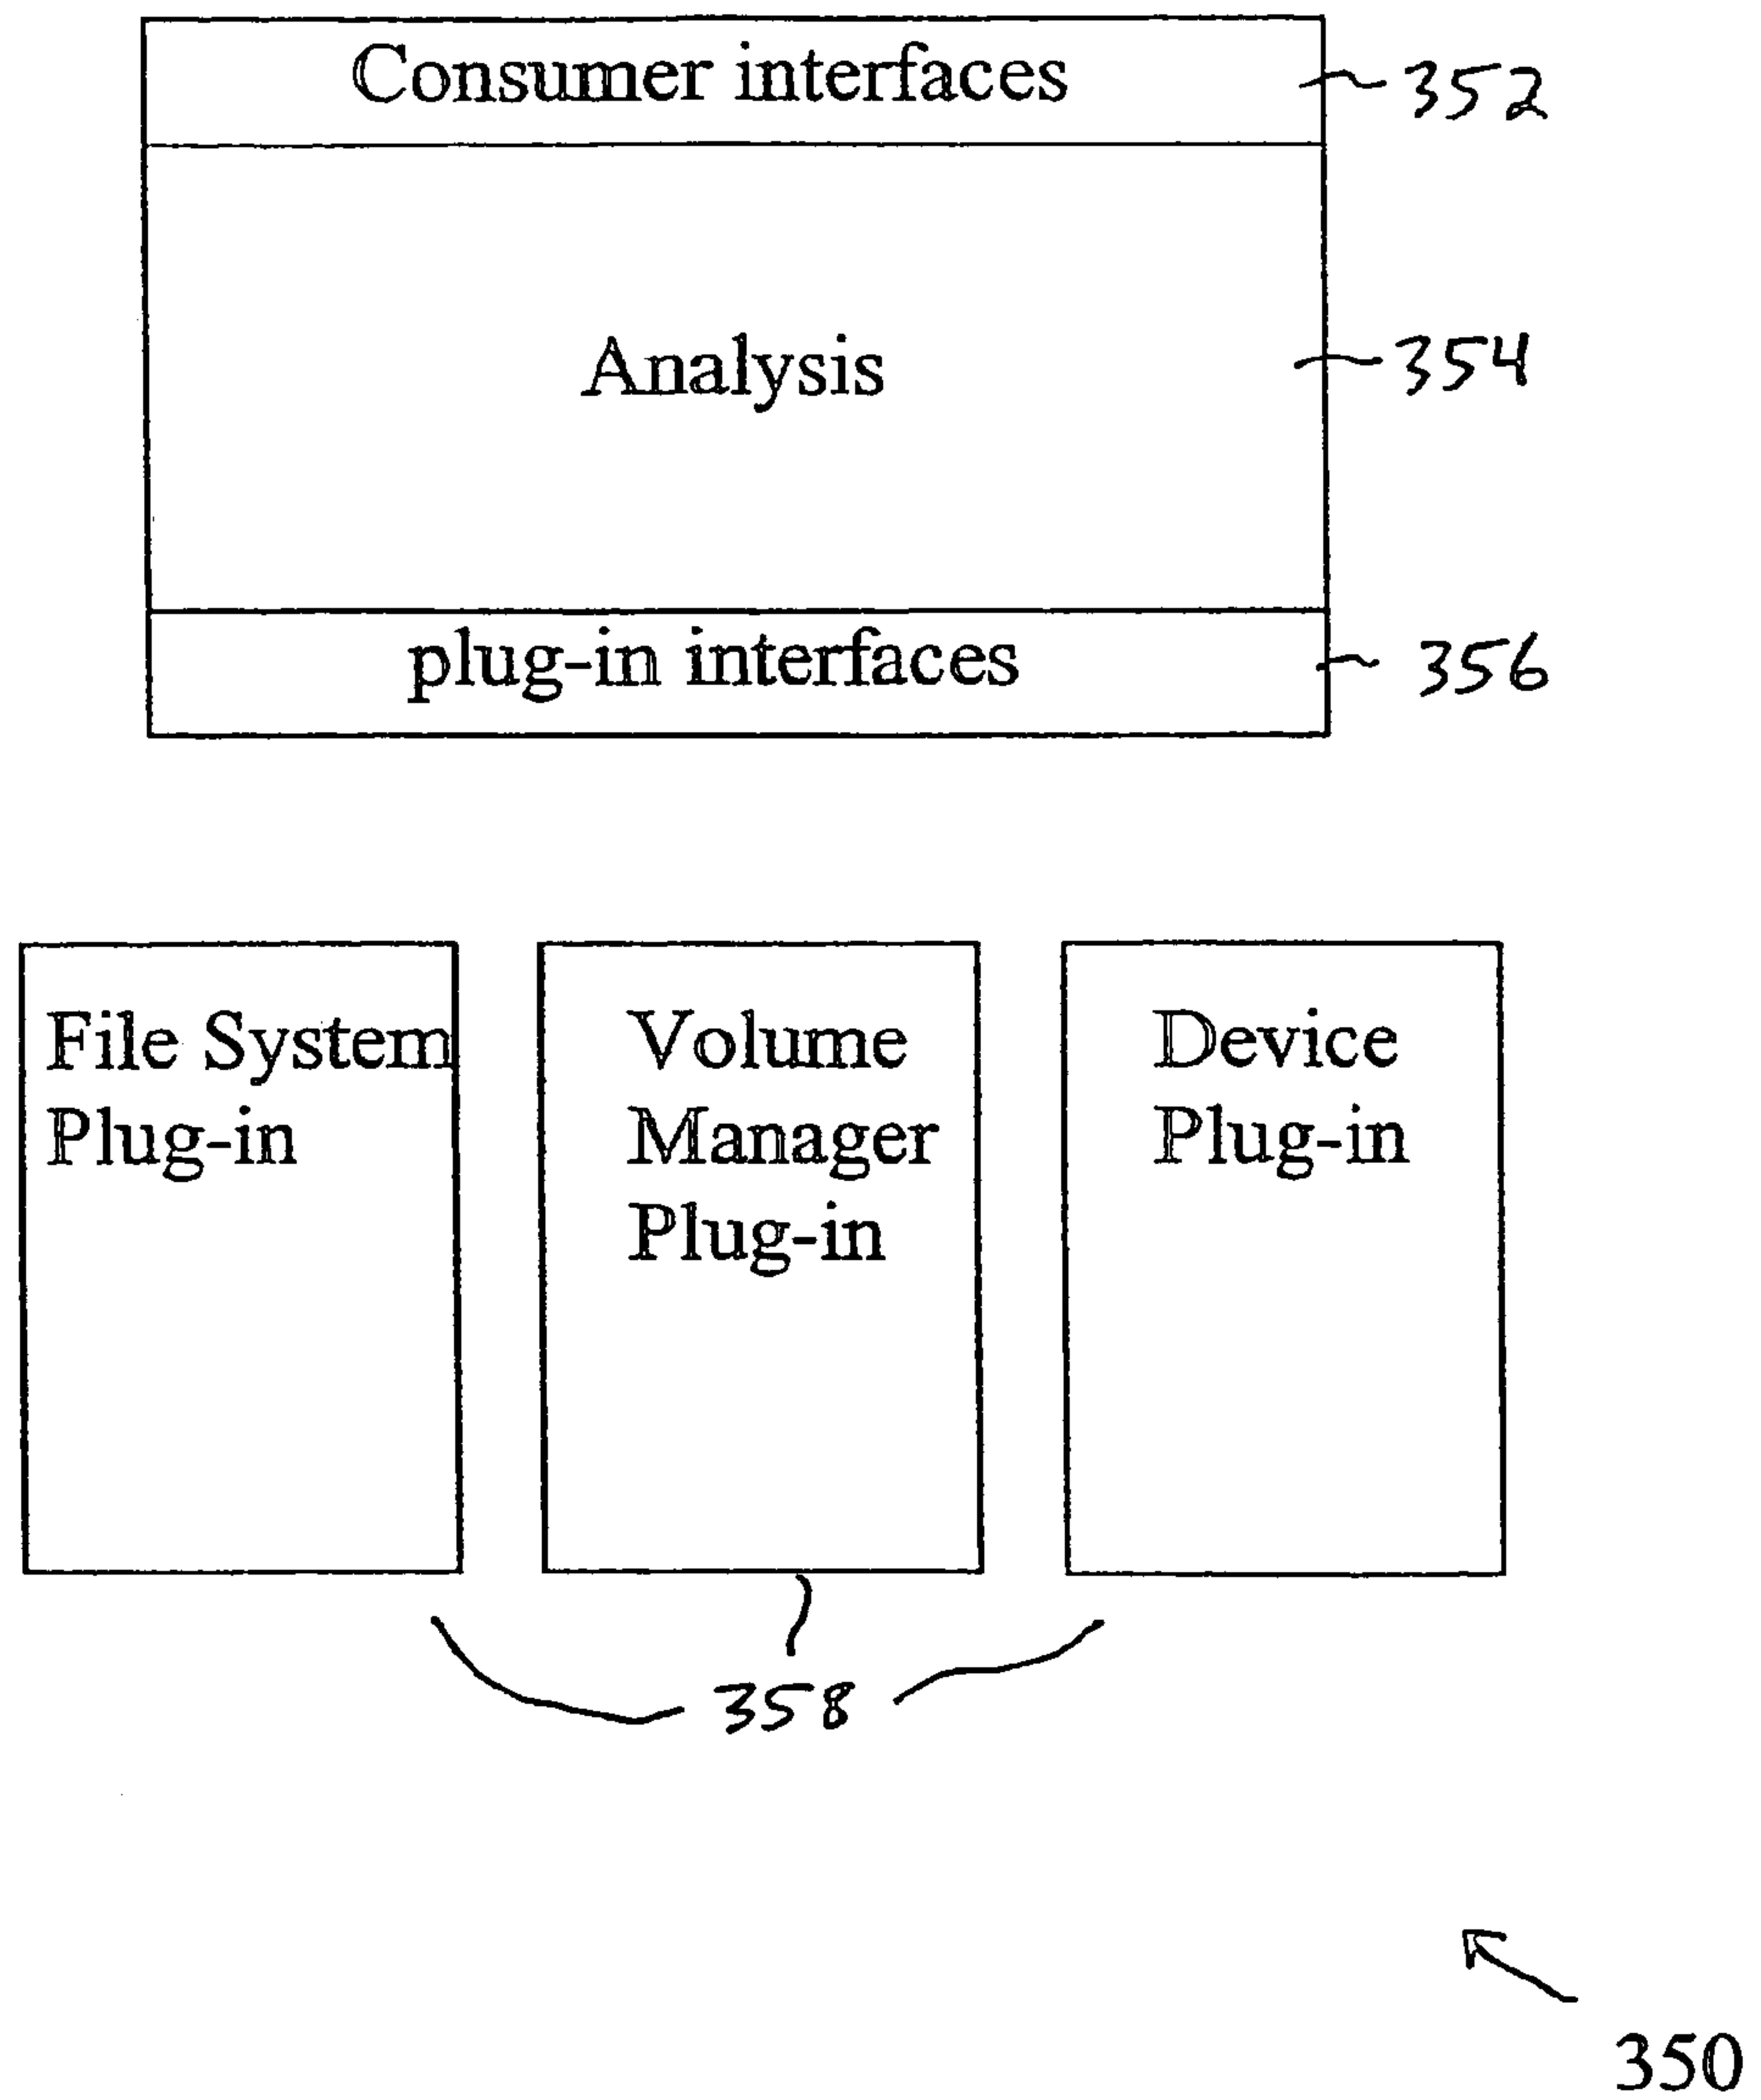 Consumer interfaces
352
Analysis
354
plug-in interfaces
356
File System
Plug-in
Volume
Manager
Plug-in
Device
Plug-in
358
350